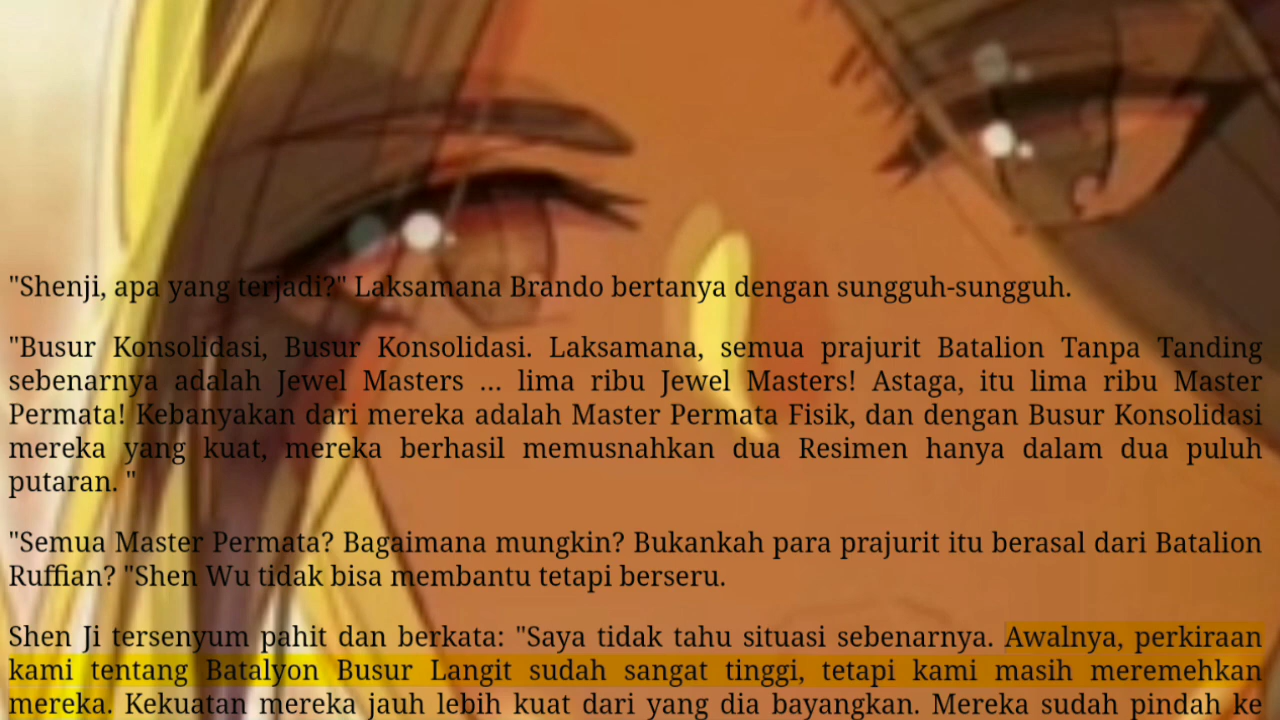 "Shenji, apa yang terjadi?" Laksamana Brando bertanya dengan sungguh-sungguh.
"Busur Konsolidasi, Busur Konsolidasi. Laksamana, semua prajurit Batalion Tanpa Tanding
sebenarnya adalah Jewel Masters ... lima ribu Jewel Masters! Astaga, itu lima ribu Master
Permata! Kebanyakan dari mereka adalah Master Permata Fisik, dan dengan Busur Konsolidasi
mereka yang kuat, mereka berhasil memusnahkan dua Resimen hanya dalam dua puluh
putaran. "
"Semua Master Permata? Bagaimana mungkin? Bukankah para prajurit itu berasal dari Batalion
Ruffian? "Shen Wu tidak bisa membantu tetapi berseru.
Shen Ji tersenyum pahit dan berkata: "Saya tidak tahu situasi sebenarnya. Awalnya, perkiraan
kami tentang Batalyon Busur Langit sudah sangat tinggi, tetapi kami masih meremehkan
mereka. Kekuatan mereka jauh lebih kuat dari yang dia bayangkan. Mereka sudah pindah ke